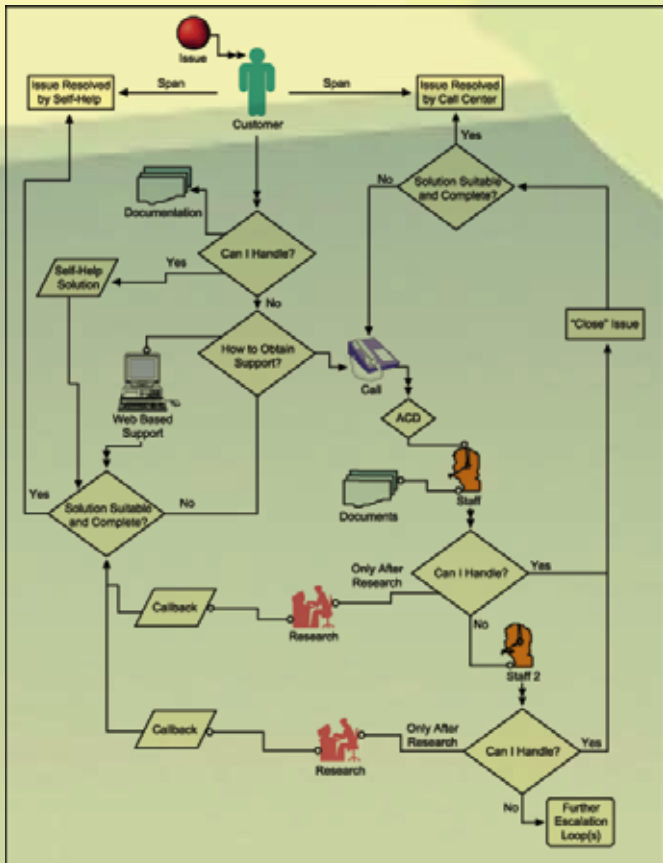 Issue
Issue Resolved
by Self-Help
Span
Span
Issue Resolved
by Call Center
Customer
Yes
No
Solution Suitable
and Complete?
Documentation
Can I Handle?
Self-Help
Solution
Yes
No
"Close" Issue
How to Obtain
Support?
Call
Web Based
Support
ACD
Staff
Documents
Yes
Solution Suitable
and Complete?
No
Only After
Research
Can I Handle?
Yes
Callback
Research
No
Staff 2
Callback
Research
Only After
Research
Can I Handle?
Yes
No
Further
Escalation
Loop(s)